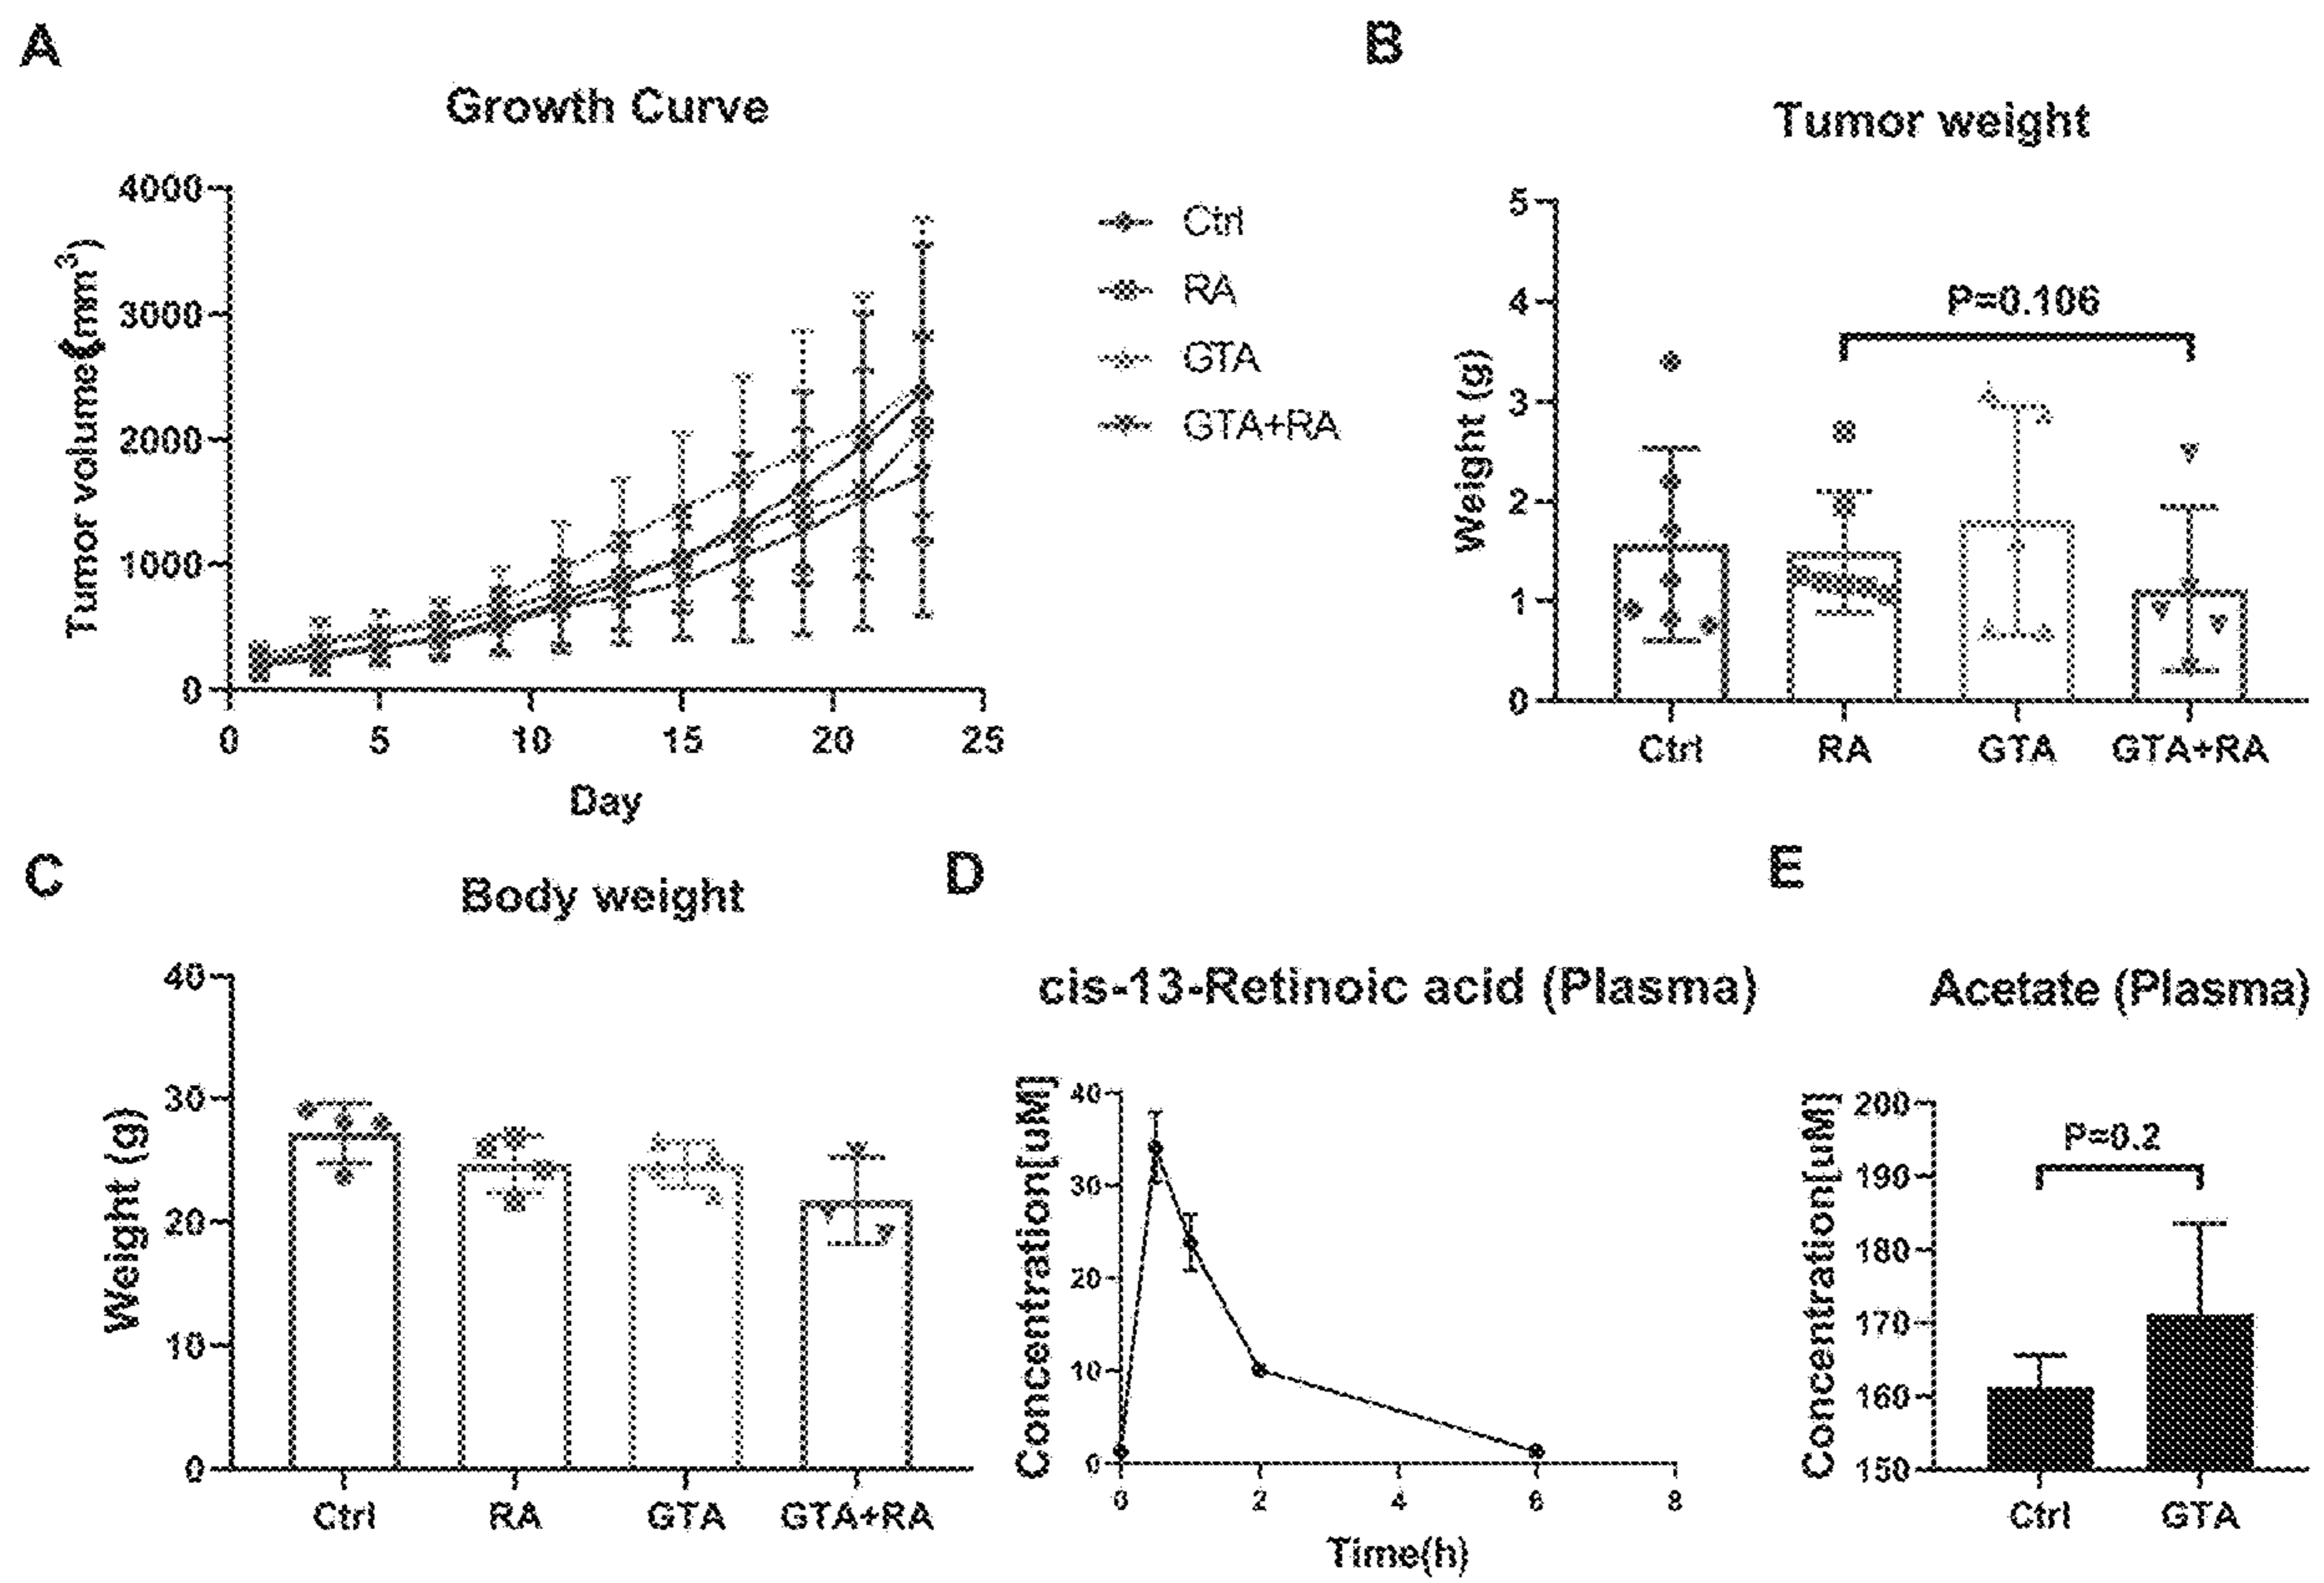 A
Growth Curve
4000
3000
2000
1000
0
Tumor volume(mm³)
0 5 10 15 20 25
Day
Ctrl
RA
GTA
GTA+RA
B
Tumor weight
5
4
3
2
1
0
Weight (g)
P=0.106
Ctrl RA GTA GTA+RA
C
Body weight
40
30
20
10
0
Weight (g)
Ctrl RA GTA GTA+RA
D
cis-13-Retinoic acid (Plasma)
40
30
20
10
0
Concentration[uM]
0 2 4 6 8
Time(h)
E
Acetate (Plasma)
200
190
180
170
160
150
Concentration[uM]
P=0.2
Ctrl GTA